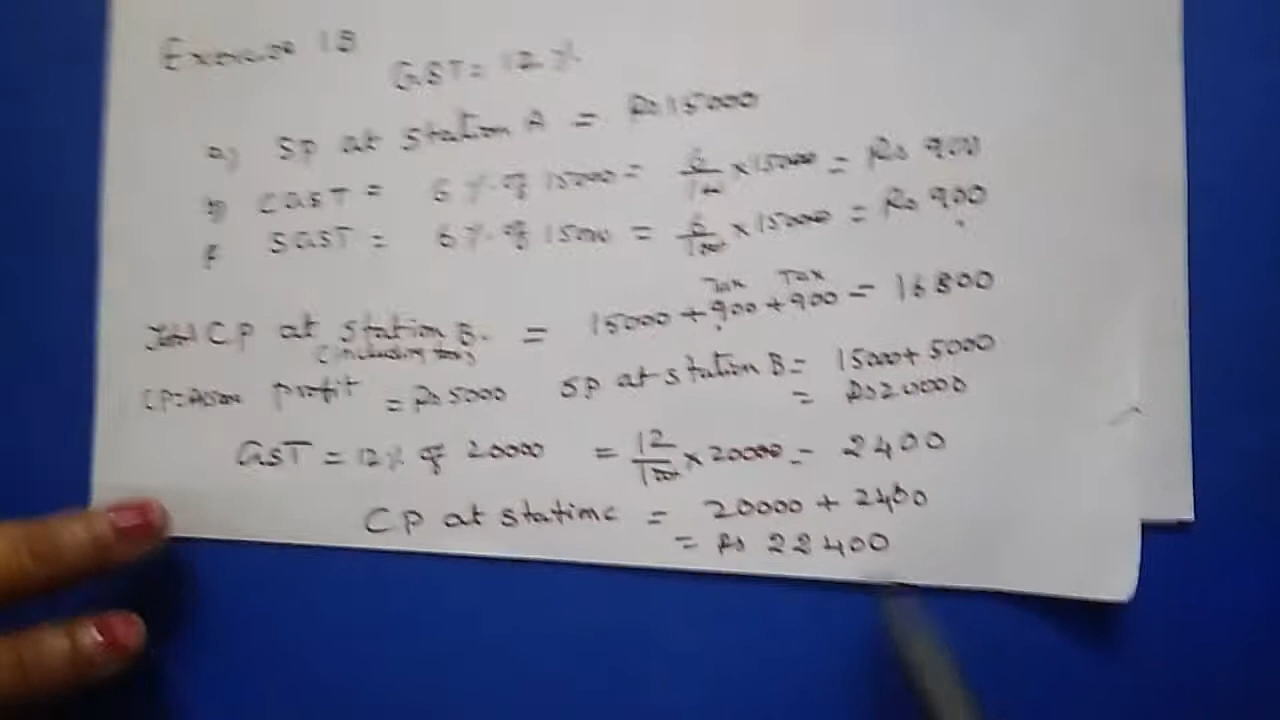 Exercise 1B
GST = 12%
a) SP at station A = Rs 15000
b) CGST = 6% of 15000 = 6/100 x 15000 = Rs 900
SGST = 6% of 15000 = 6/100 x 15000 = Rs 900
Tax Tax
Total CP at station B = 15000 + 900 + 900 = 16800
(inclusive tax)
profit = Rs 5000 SP at station B = 15000 + 5000
= Rs 20000
GST = 12% of 20000 = 12/100 x 20000 = 2400
CP at station C = 20000 + 2400
= Rs 22400